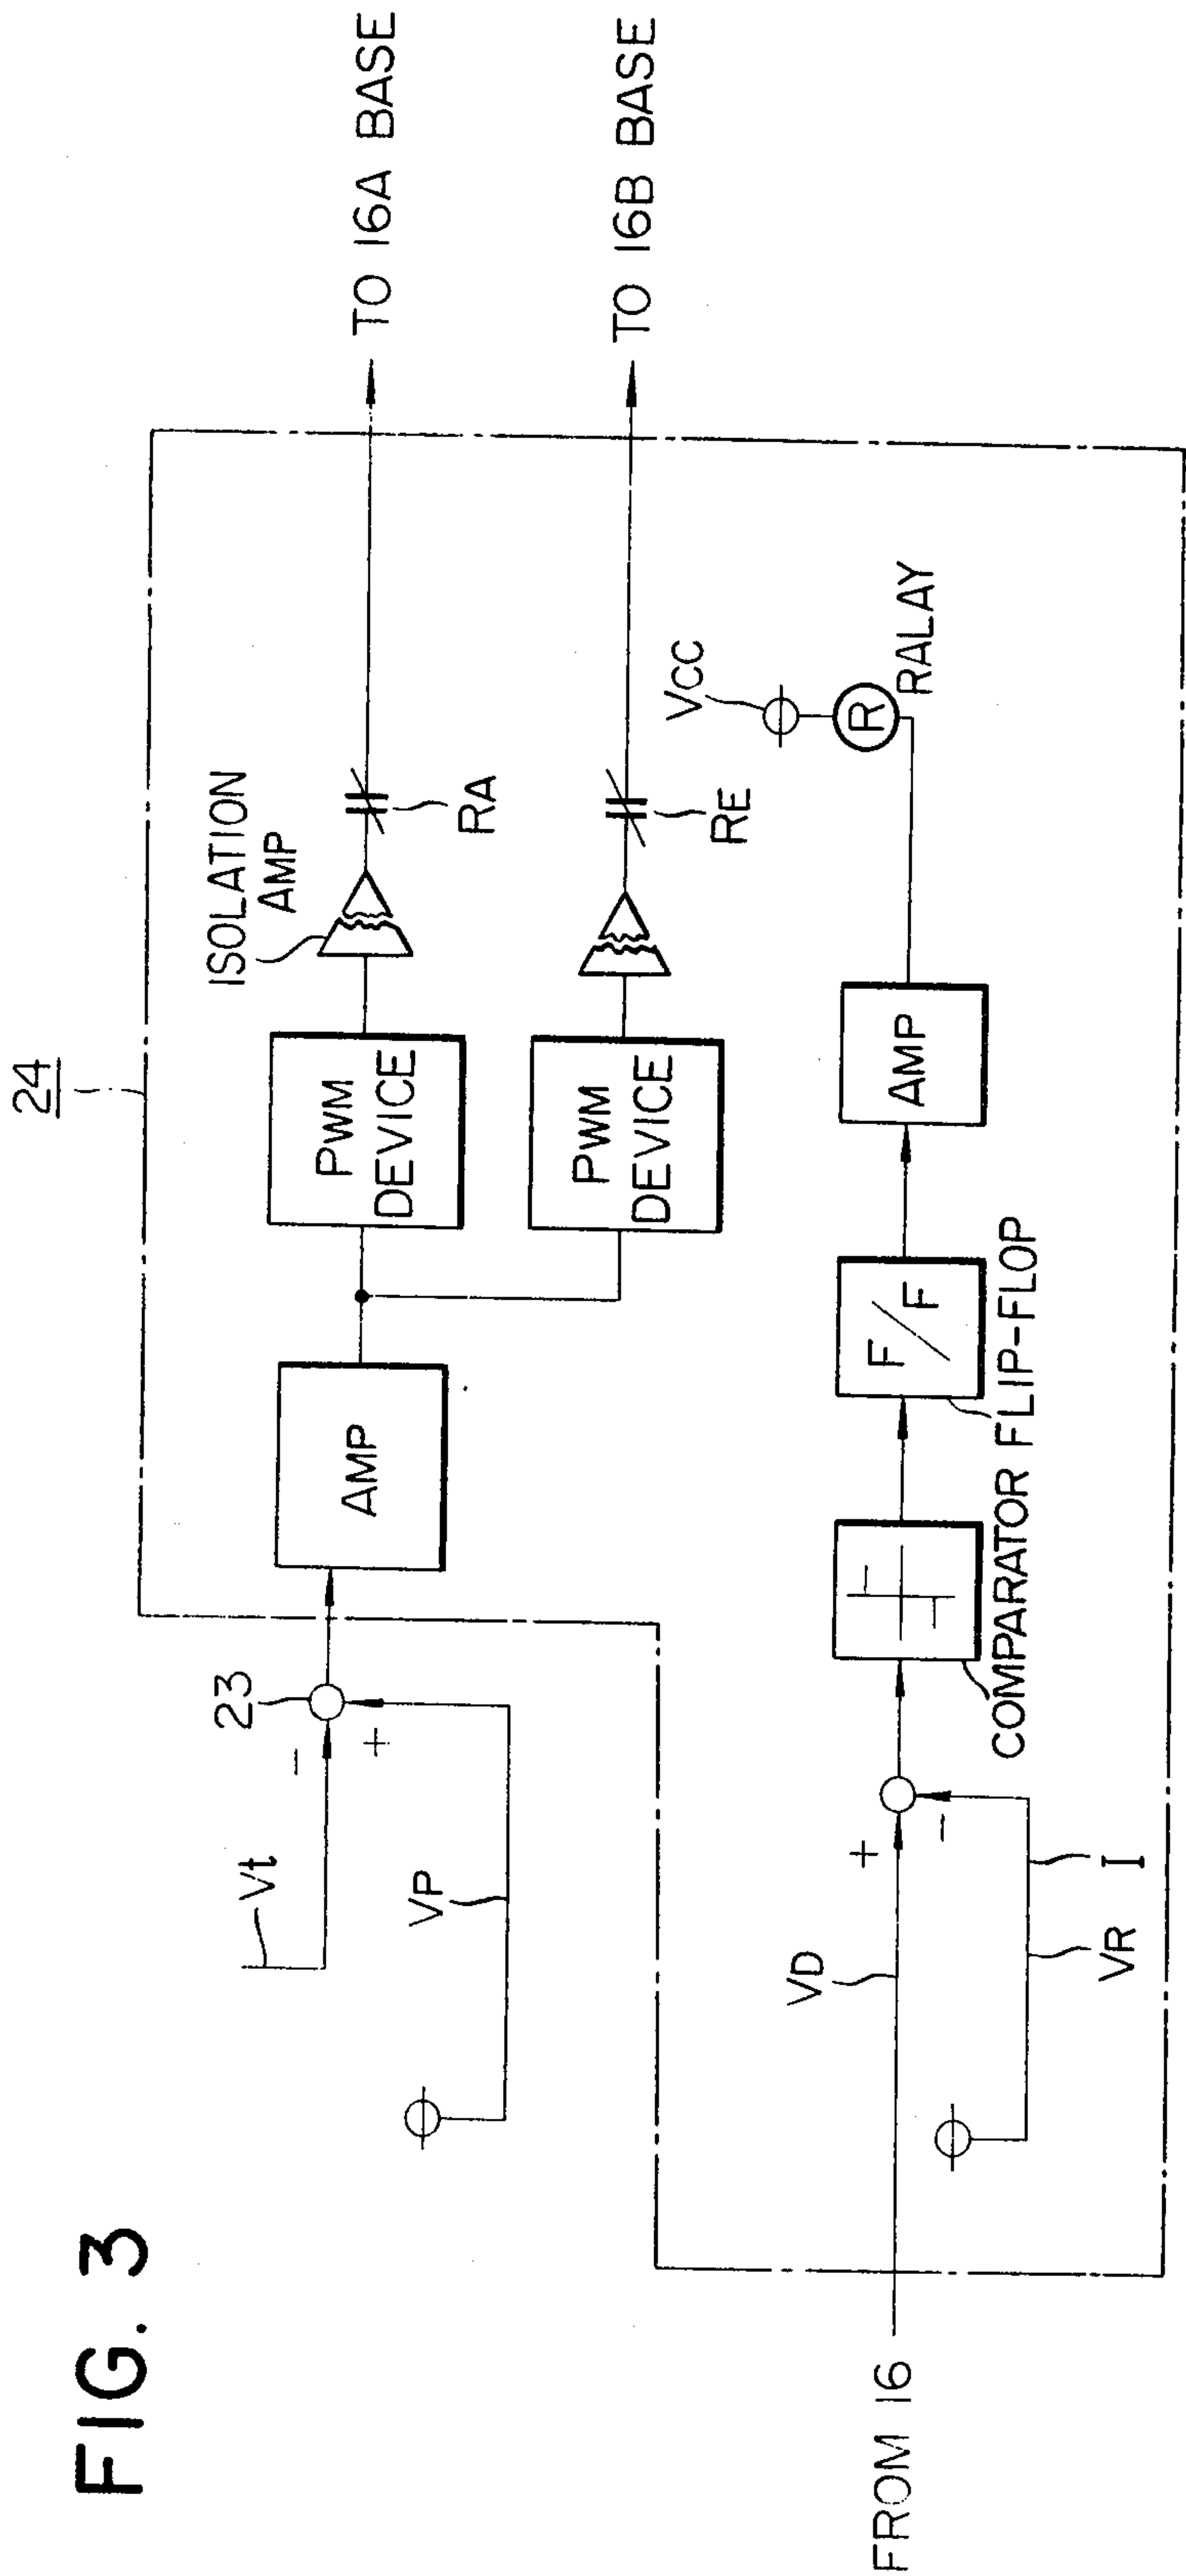 FIG. 3
24
ISOLATION
AMP
TO 16A BASE
Vt
23
-
+
VP
AMP
PWM
DEVICE
RA
TO 16B BASE
PWM
DEVICE
RE
VCC
R
RALAY
FROM 16
VD
+
-
VR
I
COMPARATOR
F/F
FLIP-FLOP
AMP